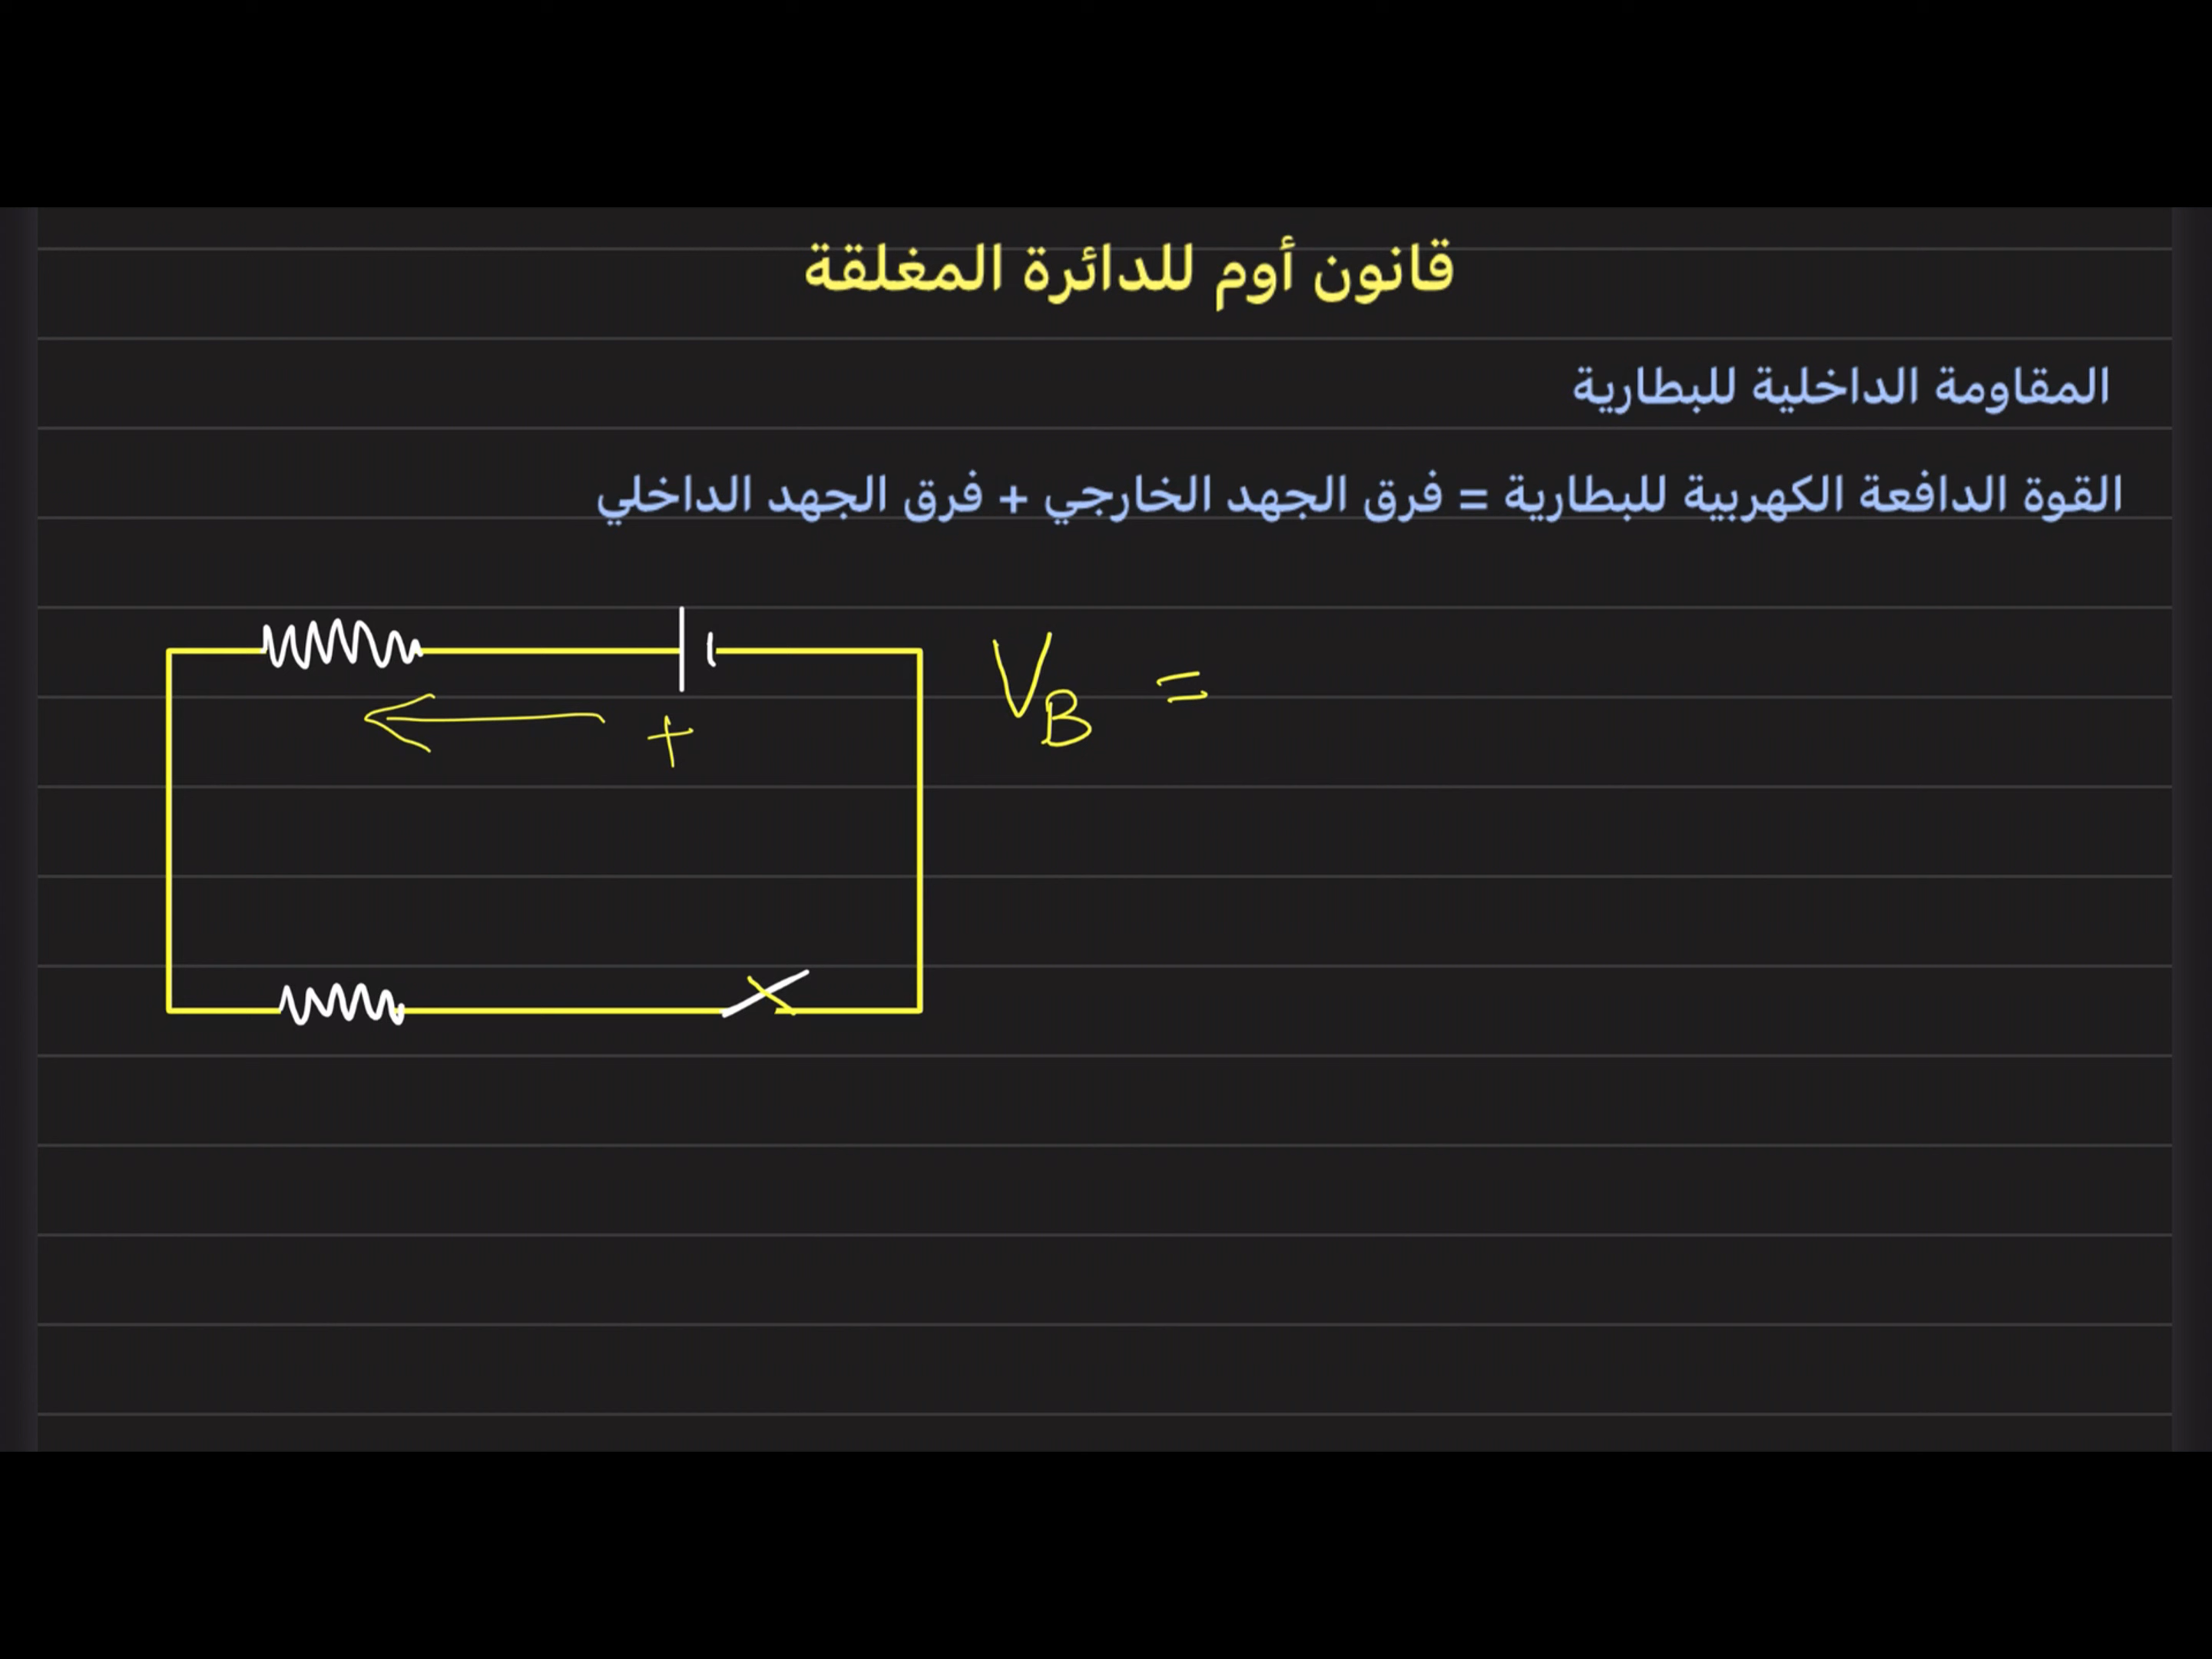 قانون أوم للدائرة المغلقة
المقاومة الداخلية للبطارية
القوة الدافعة الكهربية للبطارية = فرق الجهد الخارجي + فرق الجهد الداخلي
V_B =
+